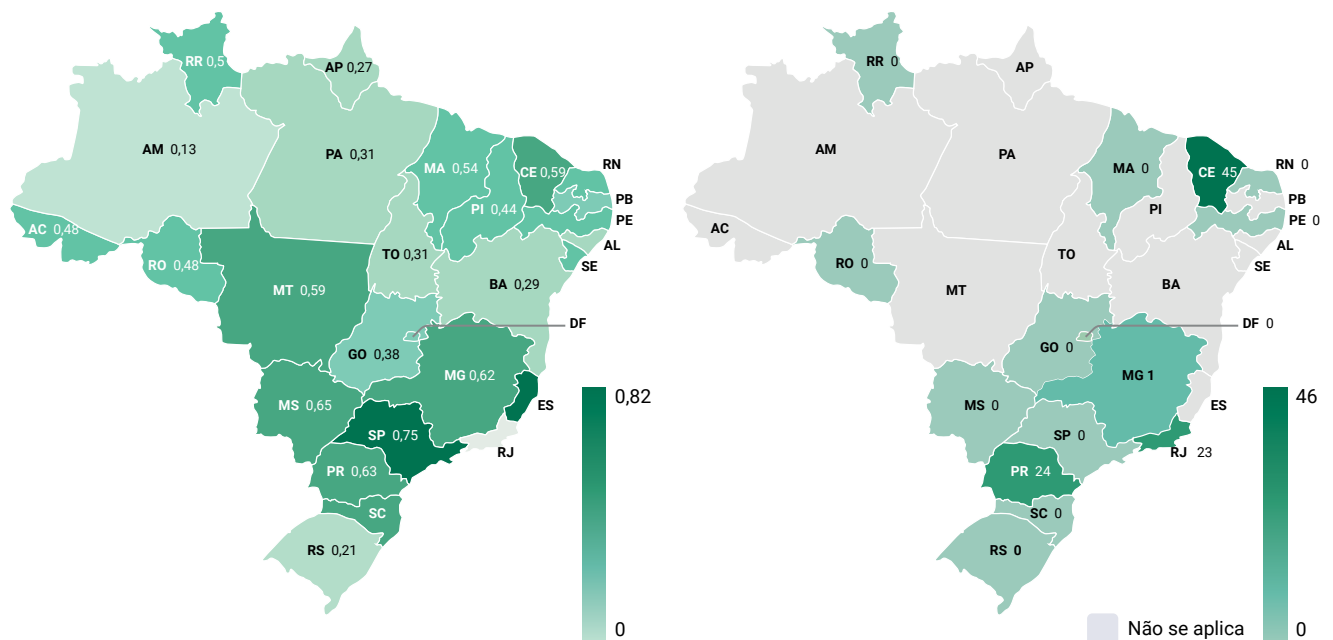 RR 0,5
AP 0,27
AM 0,13
PA 0,31
MA 0,54
CE 0,59
RN
PI 0,44
PB
PE
AC 0,48
AL
RO 0,48
TO 0,31
SE
MT 0,59
BA 0,29
DF
GO 0,38
MG 0,62
MS 0,65
ES
SP 0,75
RJ
PR 0,63
SC
RS 0,21
0,82
0
RR 0
AP
AM
PA
MA 0
CE 45
RN 0
PB
PI
PE 0
AC
AL
RO 0
TO
SE
MT
BA
DF 0
GO 0
MG 1
MS 0
ES
SP 0
RJ 23
PR 24
SC 0
RS 0
46
0
Não se aplica